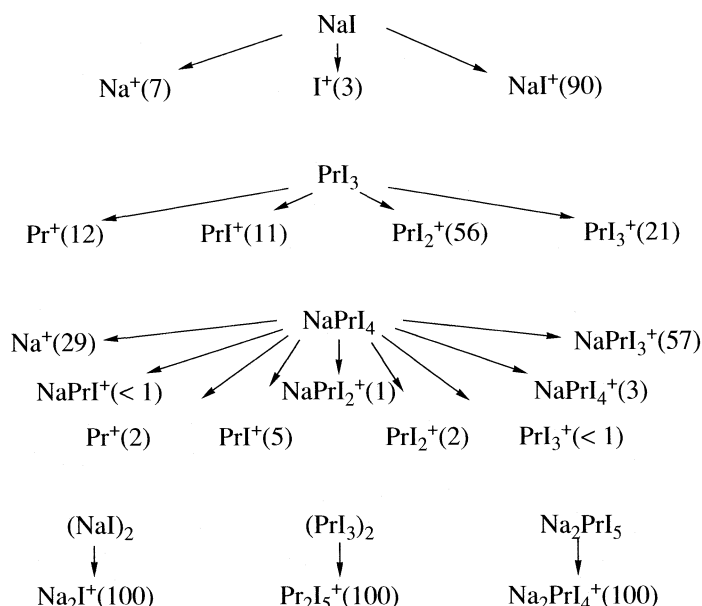 NaI
Na⁺(7) I⁺(3) NaI⁺(90)
PrI₃
Pr⁺(12) PrI⁺(11) PrI₂⁺(56) PrI₃⁺(21)
NaPrI₄
Na⁺(29) NaPrI₃⁺(57)
NaPrI⁺(< 1) NaPrI₂⁺(1) NaPrI₄⁺(3)
Pr⁺(2) PrI⁺(5) PrI₂⁺(2) PrI₃⁺(< 1)
(NaI)₂ (PrI₃)₂ Na₂PrI₅
Na₂I⁺(100) Pr₂I₅⁺(100) Na₂PrI₄⁺(100)